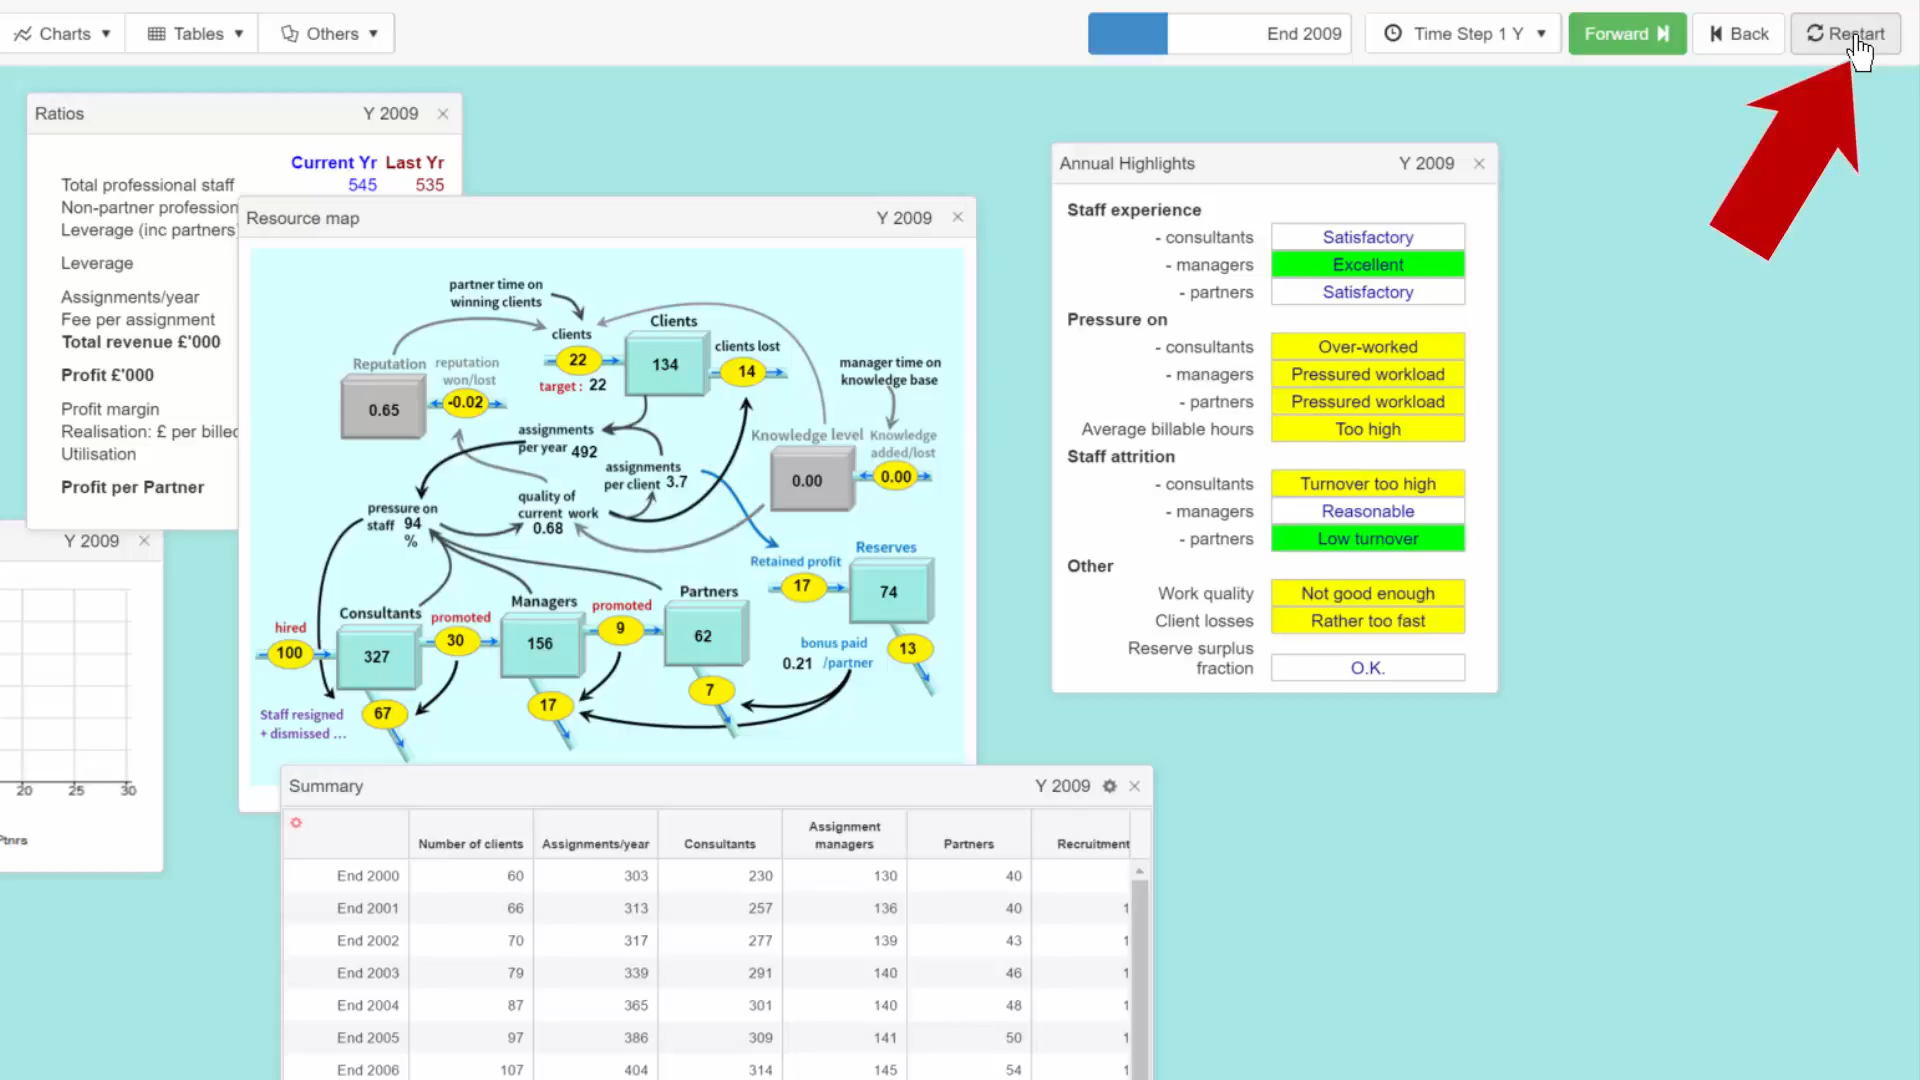 Charts
Tables
Others
End 2009
Time Step 1 Y
Forward
Back
Restart
Ratios
Y 2009
Current Yr Last Yr
Total professional staff 545 535
Non-partner profession
Leverage (inc partners
Leverage
Assignments/year
Fee per assignment
Total revenue £'000
Profit £'000
Profit margin
Realisation: £ per billed
Utilisation
Profit per Partner
Y 2009
20 25 30
Ptnrs
Resource map
Y 2009
partner time on
winning clients
clients
22
target : 22
Clients
134
clients lost
14
manager time on
knowledge base
Reputation
0.65
reputation
won/lost
-0.02
assignments
per year 492
assignments
per client 3.7
Knowledge level
0.00
Knowledge
added/lost
0.00
quality of
current work
0.68
pressure on
staff 94
%
Retained profit
17
Reserves
74
hired
100
Consultants
327
promoted
30
Managers
156
promoted
9
Partners
62
bonus paid
0.21 /partner
13
Staff resigned
+ dismissed ...
67
17
7
Annual Highlights
Y 2009
Staff experience
- consultants Satisfactory
- managers Excellent
- partners Satisfactory
Pressure on
- consultants Over-worked
- managers Pressured workload
- partners Pressured workload
Average billable hours Too high
Staff attrition
- consultants Turnover too high
- managers Reasonable
- partners Low turnover
Other
Work quality Not good enough
Client losses Rather too fast
Reserve surplus
fraction O.K.
Summary
Y 2009
Number of clients Assignments/year Consultants Assignment managers Partners Recruitment
End 2000 60 303 230 130 40
End 2001 66 313 257 136 40 1
End 2002 70 317 277 139 43 1
End 2003 79 339 291 140 46 1
End 2004 87 365 301 140 48 1
End 2005 97 386 309 141 50 1
End 2006 107 404 314 145 54 1